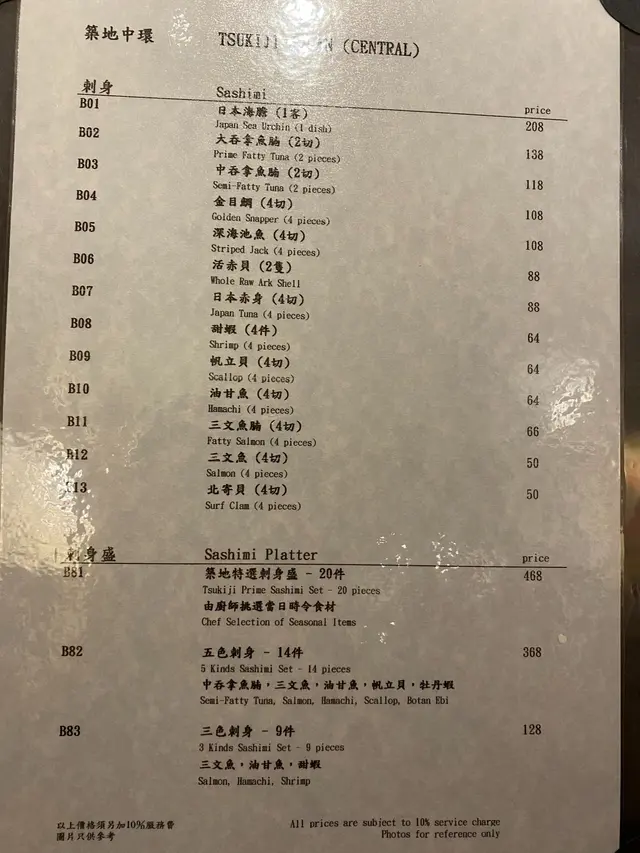 築地中環 TSUKIJI (CENTRAL)
刺身 Sashimi price
B01 日本海膽 (1客) 208
Japan Sea Urchin (1 dish)
B02 大吞拿魚腩 (2切) 138
Prime Fatty Tuna (2 pieces)
B03 中吞拿魚腩 (2切) 118
Semi-Fatty Tuna (2 pieces)
B04 金目鯛 (4切) 108
Golden Snapper (4 pieces)
B05 深海池魚 (4切) 108
Striped Jack (4 pieces)
B06 活赤貝 (2隻) 88
Whole Raw Ark Shell
B07 日本赤身 (4切) 88
Japan Tuna (4 pieces)
B08 甜蝦 (4件) 64
Shrimp (4 pieces)
B09 帆立貝 (4切) 64
Scallop (4 pieces)
B10 油甘魚 (4切) 64
Hamachi (4 pieces)
B11 三文魚腩 (4切) 66
Fatty Salmon (4 pieces)
B12 三文魚 (4切) 50
Salmon (4 pieces)
13 北寄貝 (4切) 50
Surf Clam (4 pieces)
刺身盛 Sashimi Platter price
B81 築地特選刺身盛 - 20件 468
Tsukiji Prime Sashimi Set - 20 pieces
由廚師挑選當日時令食材
Chef Selection of Seasonal Items
B82 五色刺身 - 14件 368
5 Kinds Sashimi Set - 14 pieces
中吞拿魚腩，三文魚，油甘魚，帆立貝，牡丹蝦
Semi-Fatty Tuna, Salmon, Hamachi, Scallop, Botan Ebi
B83 三色刺身 - 9件 128
3 Kinds Sashimi Set - 9 pieces
三文魚，油甘魚，甜蝦
Salmon, Hamachi, Shrimp
以上價格須另加10%服務費 All prices are subject to 10% service charge
圖片只供參考 Photos for reference only